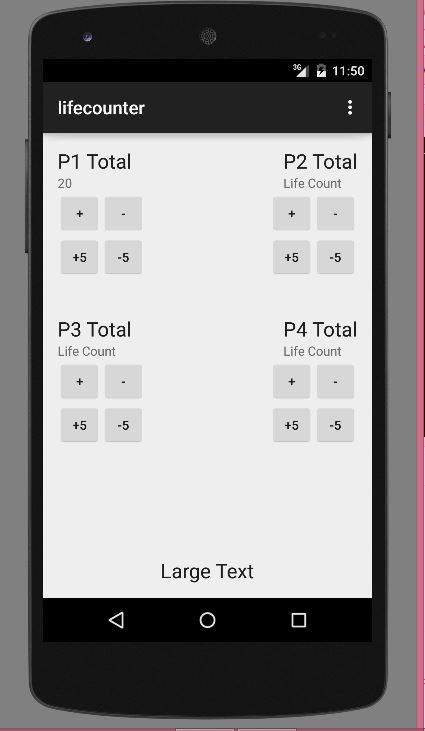 3G 11:50
lifecounter
P1 Total P2 Total
20 Life Count
+ - + -
+5 -5 +5 -5
P3 Total P4 Total
Life Count Life Count
+ - + -
+5 -5 +5 -5
Large Text